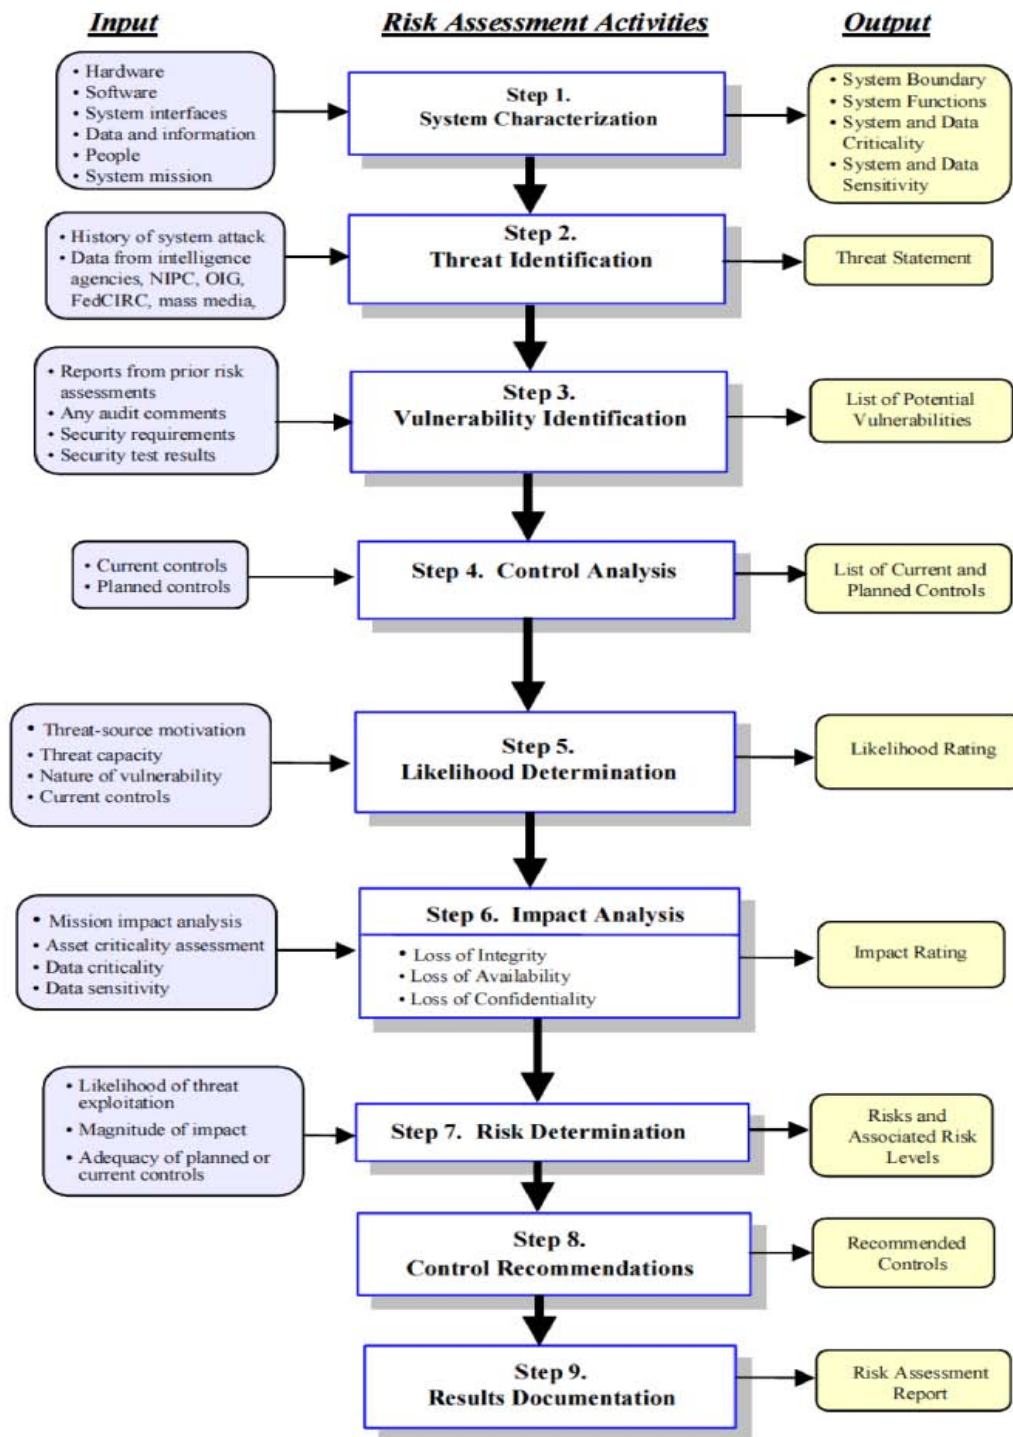 Input
Risk Assessment Activities
Output
• Hardware
• Software
• System interfaces
• Data and information
• People
• System mission
Step 1.
System Characterization
• System Boundary
• System Functions
• System and Data
Criticality
• System and Data
Sensitivity
• History of system attack
• Data from intelligence
agencies, NIPC, OIG,
FedCIRC, mass media,
Step 2.
Threat Identification
Threat Statement
• Reports from prior risk
assessments
• Any audit comments
• Security requirements
• Security test results
Step 3.
Vulnerability Identification
List of Potential
Vulnerabilities
• Current controls
• Planned controls
Step 4. Control Analysis
List of Current and
Planned Controls
• Threat-source motivation
• Threat capacity
• Nature of vulnerability
• Current controls
Step 5.
Likelihood Determination
Likelihood Rating
• Mission impact analysis
• Asset criticality assessment
• Data criticality
• Data sensitivity
Step 6. Impact Analysis
• Loss of Integrity
• Loss of Availability
• Loss of Confidentiality
Impact Rating
• Likelihood of threat
exploitation
• Magnitude of impact
• Adequacy of planned or
current controls
Step 7. Risk Determination
Risks and
Associated Risk
Levels
Step 8.
Control Recommendations
Recommended
Controls
Step 9.
Results Documentation
Risk Assessment
Report